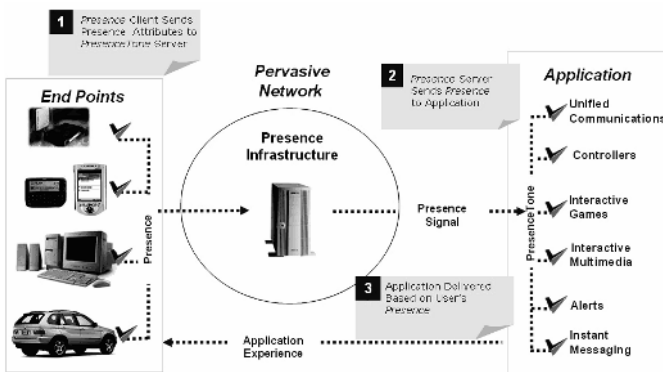 1
Presence Client Sends
Presence Attributes to
PresenceTone Server
End Points
Presence
Pervasive
Network
Presence
Infrastructure
2
Presence Server
Sends Presence
to Application
Presence
Signal
3
Application Delivered
Based on User's
Presence
Application
Experience
Application
PresenceTone
Unified
Communications
Controllers
Interactive
Games
Interactive
Multimedia
Alerts
Instant
Messaging